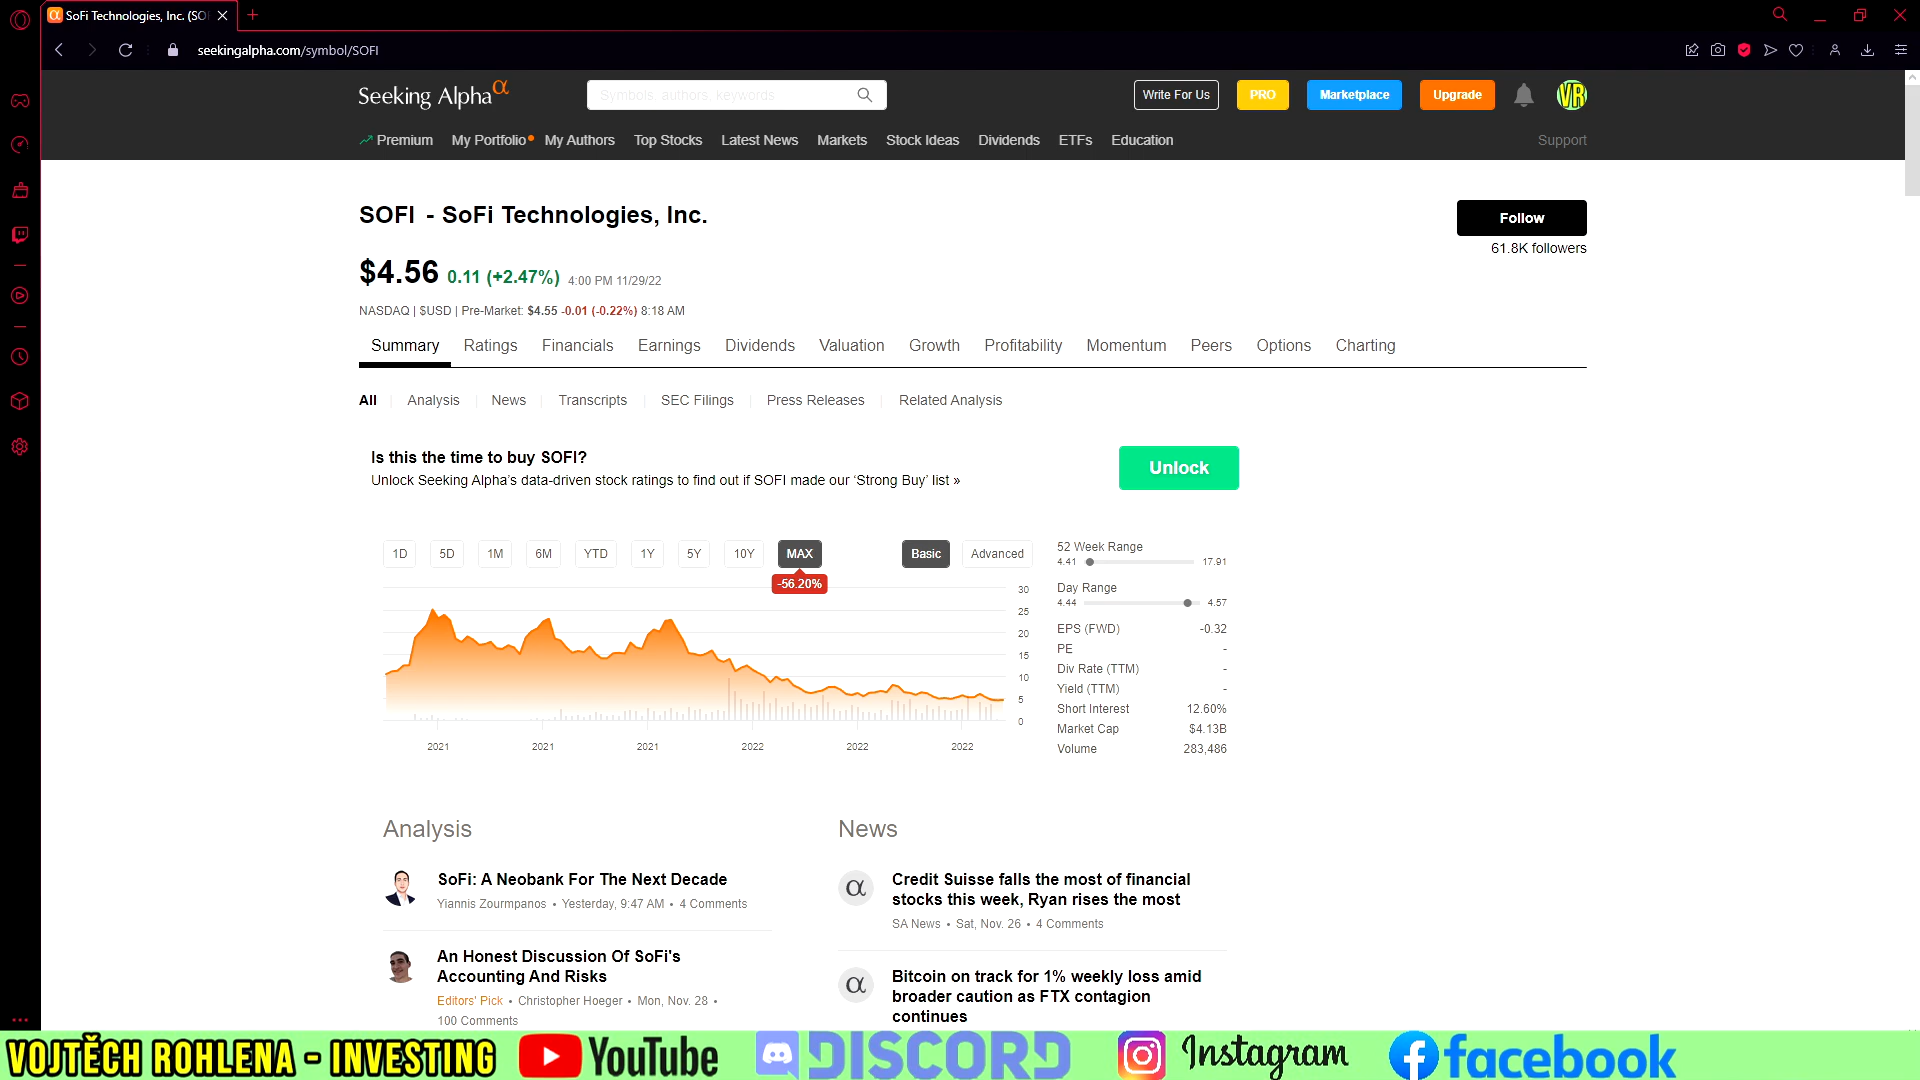 SoFi Technologies, Inc. (SO
seekingalpha.com/symbol/SOFI
Seeking Alpha α
Symbols, authors, keywords
Write For Us
PRO
Marketplace
Upgrade
VR
Premium My Portfolio My Authors Top Stocks Latest News Markets Stock Ideas Dividends ETFs Education
Support
SOFI - SoFi Technologies, Inc.
Follow
61.8K followers
$4.56 0.11 (+2.47%) 4:00 PM 11/29/22
NASDAQ | $USD | Pre-Market: $4.55 -0.01 (-0.22%) 8:18 AM
Summary Ratings Financials Earnings Dividends Valuation Growth Profitability Momentum Peers Options Charting
All Analysis News Transcripts SEC Filings Press Releases Related Analysis
Is this the time to buy SOFI?
Unlock Seeking Alpha's data-driven stock ratings to find out if SOFI made our 'Strong Buy' list »
Unlock
1D 5D 1M 6M YTD 1Y 5Y 10Y MAX
Basic Advanced
-56.20%
30
25
20
15
10
5
0
2021 2021 2021 2022 2022 2022
52 Week Range
4.41 17.91
Day Range
4.44 4.57
EPS (FWD) -0.32
PE -
Div Rate (TTM) -
Yield (TTM) -
Short Interest 12.60%
Market Cap $4.13B
Volume 283,486
Analysis
SoFi: A Neobank For The Next Decade
Yiannis Zourmpanos • Yesterday, 9:47 AM • 4 Comments
An Honest Discussion Of SoFi's
Accounting And Risks
Editors' Pick • Christopher Hoeger • Mon, Nov. 28 •
100 Comments
News
α
Credit Suisse falls the most of financial
stocks this week, Ryan rises the most
SA News • Sat, Nov. 26 • 4 Comments
α
Bitcoin on track for 1% weekly loss amid
broader caution as FTX contagion
continues
VOJTĚCH ROHLENA - INVESTING
YouTube
DISCORD
Instagram
facebook